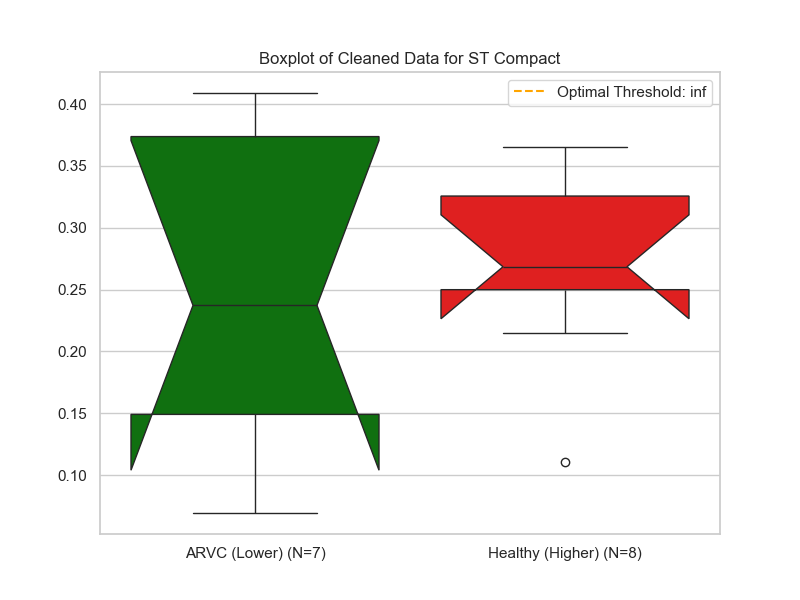 Boxplot of Cleaned Data for ST Compact
Optimal Threshold: inf
0.40
0.35
0.30
0.25
0.20
0.15
0.10
ARVC (Lower) (N=7)
Healthy (Higher) (N=8)